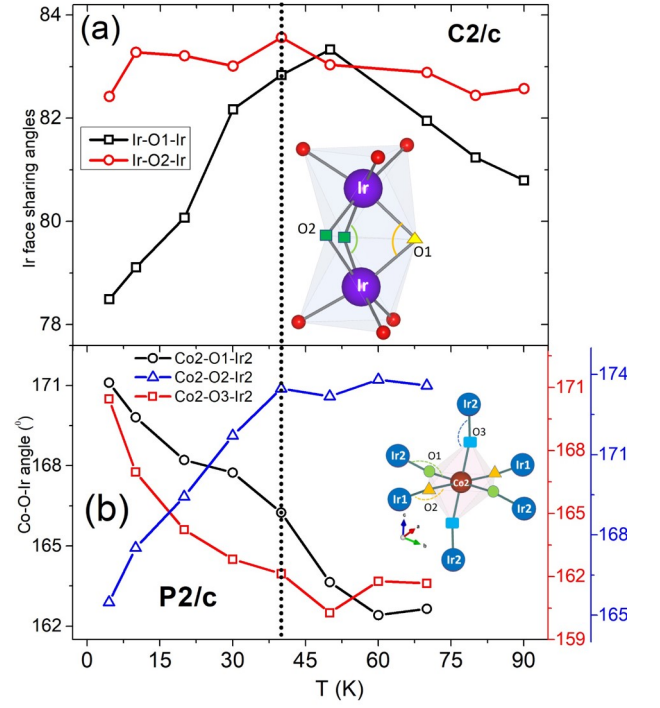 (a)
C2/c
84
82
80
78
Ir face sharing angles
Ir-O1-Ir
Ir-O2-Ir
Ir
O2
O1
Ir
(b)
P2/c
171
168
165
162
Co-O-Ir angle (⁰)
Co2-O1-Ir2
Co2-O2-Ir2
Co2-O3-Ir2
Ir2
O3
Ir2
O1
Ir1
Co2
Ir1
O2
Ir2
Ir2
c
a
b
171
168
165
162
159
174
171
168
165
0
15
30
45
60
75
90
T (K)